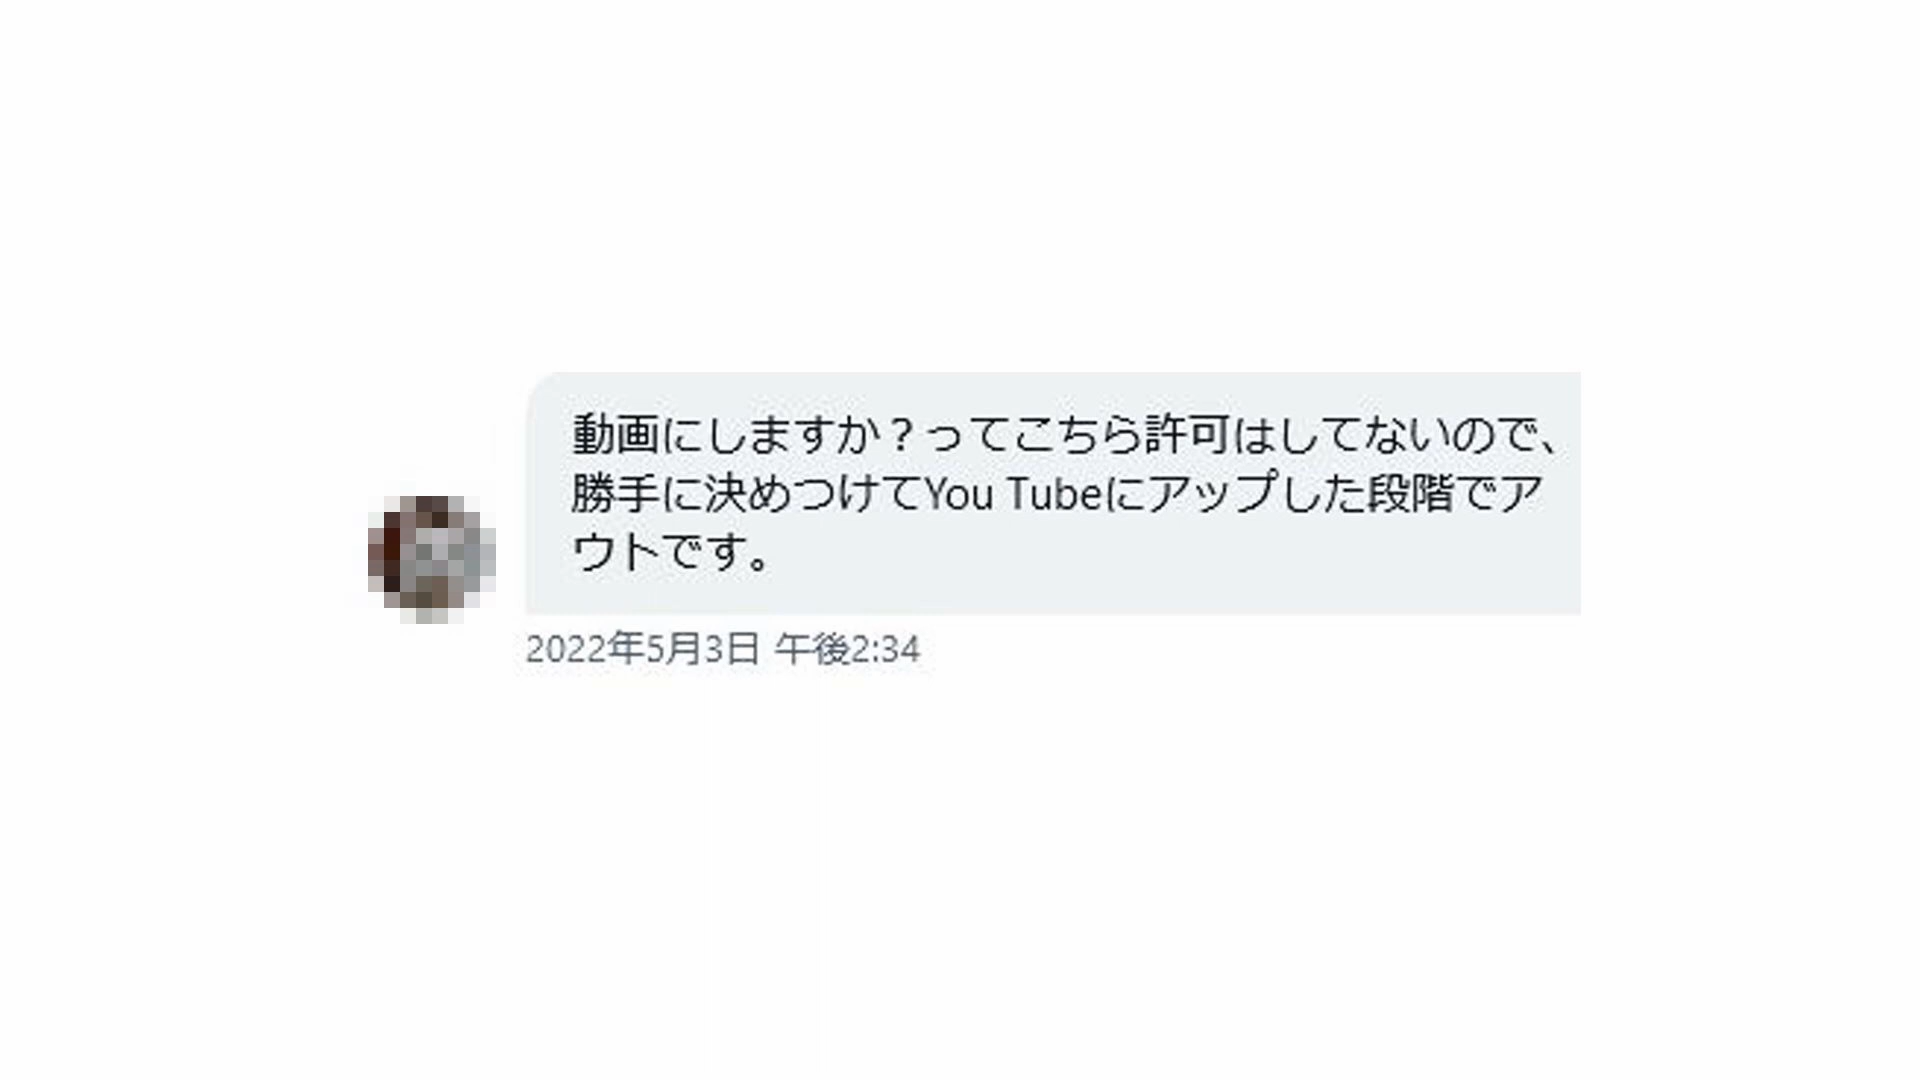 動画にしますか？ってこちら許可はしてないので、
勝手に決めつけてYou Tubeにアップした段階でア
ウトです。
2022年5月3日 午後2:34